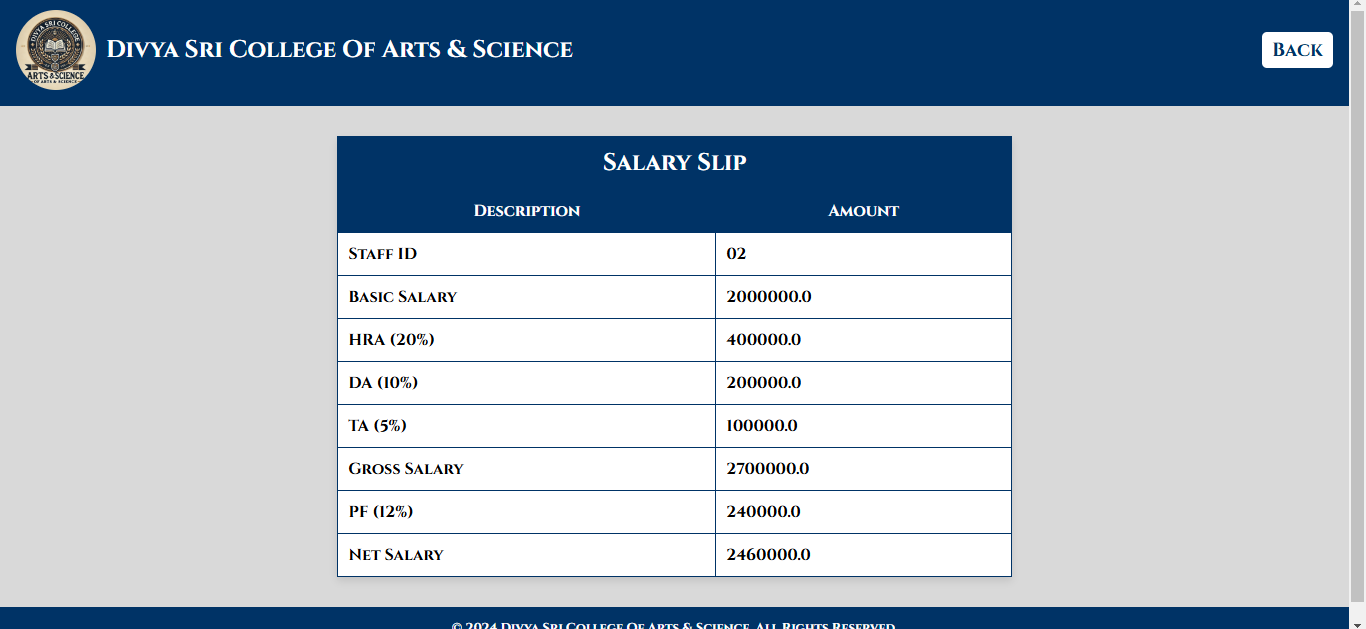 DIVYA SRI COLLEGE
ARTS & SCIENCE
OF ARTS & SCIENCE
Divya Sri College Of Arts & Science
Back
Salary Slip
Description Amount
Staff ID 02
Basic Salary 2000000.0
HRA (20%) 400000.0
DA (10%) 200000.0
TA (5%) 100000.0
Gross Salary 2700000.0
PF (12%) 240000.0
Net Salary 2460000.0
© 2024 Divya Sri College Of Arts & Science. All Rights Reserved.